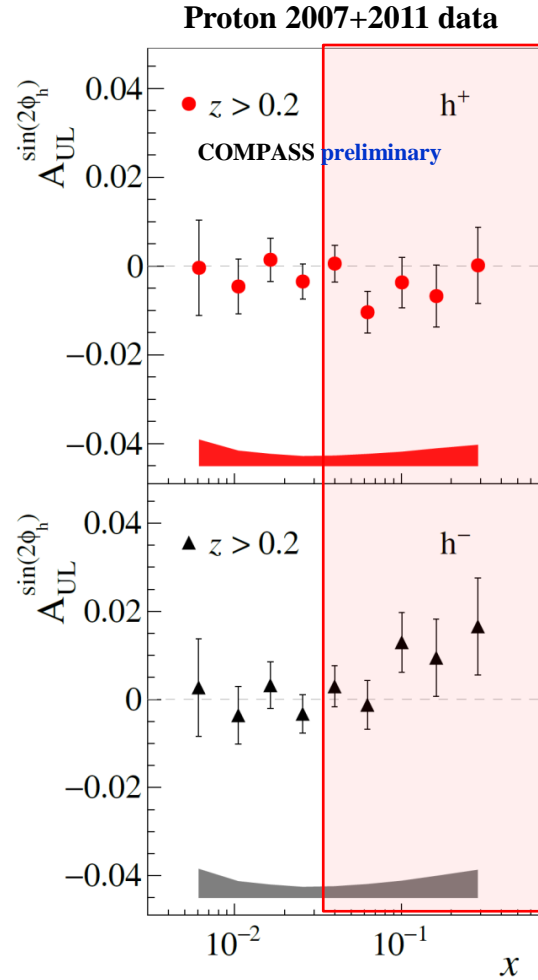 Proton 2007+2011 data
A_UL^sin(2ϕ_h)
0.04
0.02
0
−0.02
−0.04
z > 0.2
h⁺
COMPASS preliminary
A_UL^sin(2ϕ_h)
0.04
0.02
0
−0.02
−0.04
z > 0.2
h⁻
10⁻²
10⁻¹
x